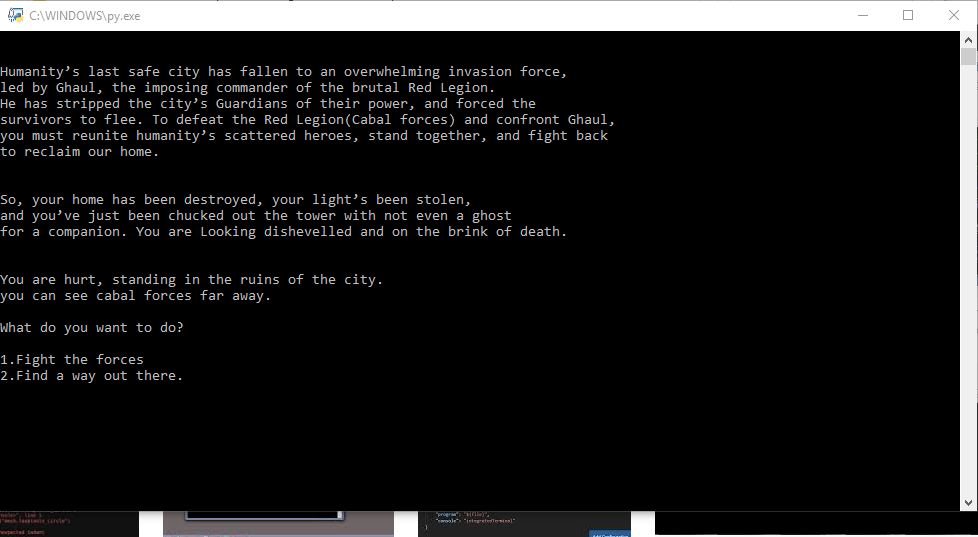 C:\WINDOWS\py.exe
Humanity’s last safe city has fallen to an overwhelming invasion force,
led by Ghaul, the imposing commander of the brutal Red Legion.
He has stripped the city’s Guardians of their power, and forced the
survivors to flee. To defeat the Red Legion(Cabal forces) and confront Ghaul,
you must reunite humanity’s scattered heroes, stand together, and fight back
to reclaim our home.
So, your home has been destroyed, your light’s been stolen,
and you’ve just been chucked out the tower with not even a ghost
for a companion. You are Looking dishevelled and on the brink of death.
You are hurt, standing in the ruins of the city.
you can see cabal forces far away.
What do you want to do?
1.Fight the forces
2.Find a way out there.
"program": "${file}",
"console": "integratedTerminal"
}